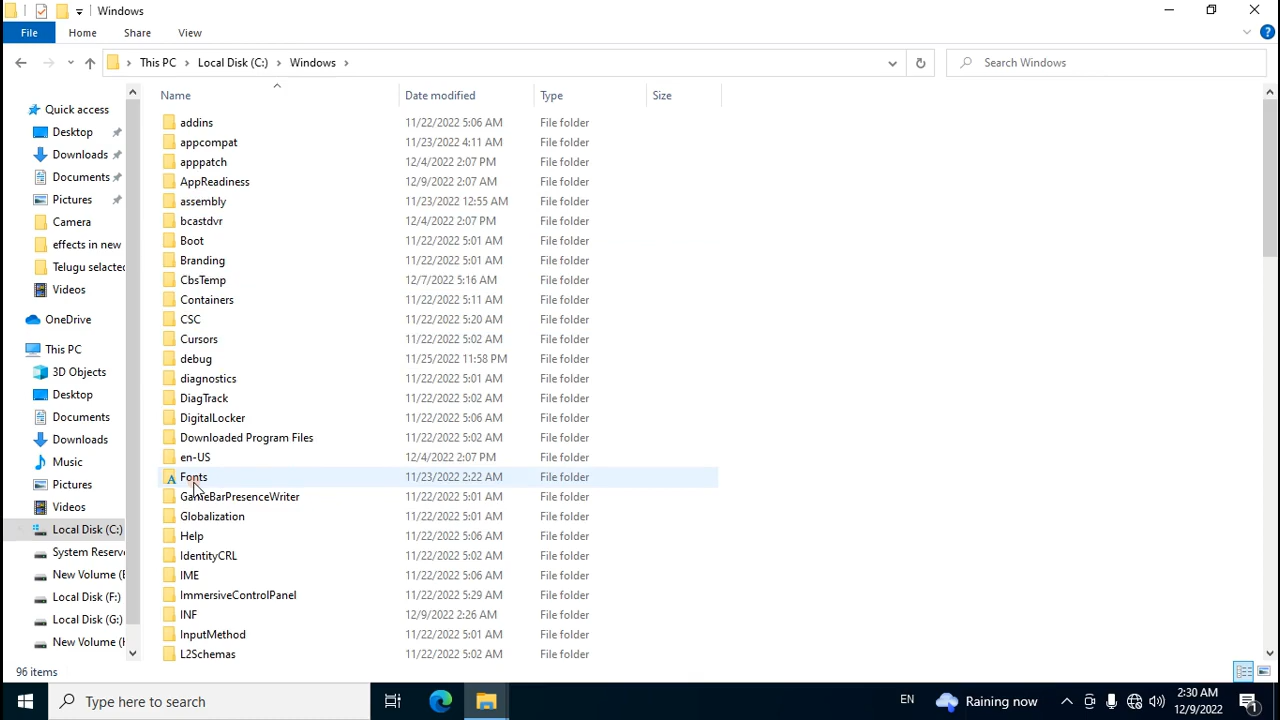 Windows
File Home Share View
This PC Local Disk (C:) Windows
Search Windows
Name Date modified Type Size
Quick access
Desktop
Downloads
Documents
Pictures
Camera
effects in new
Telugu selacted
Videos
OneDrive
This PC
3D Objects
Desktop
Documents
Downloads
Music
Pictures
Videos
Local Disk (C:)
System Reserve
New Volume (E
Local Disk (F:)
Local Disk (G:)
New Volume (H
addins 11/22/2022 5:06 AM File folder
appcompat 11/23/2022 4:11 AM File folder
apppatch 12/4/2022 2:07 PM File folder
AppReadiness 12/9/2022 2:07 AM File folder
assembly 11/23/2022 12:55 AM File folder
bcastdvr 12/4/2022 2:07 PM File folder
Boot 11/22/2022 5:01 AM File folder
Branding 11/22/2022 5:01 AM File folder
CbsTemp 12/7/2022 5:16 AM File folder
Containers 11/22/2022 5:11 AM File folder
CSC 11/22/2022 5:20 AM File folder
Cursors 11/22/2022 5:02 AM File folder
debug 11/25/2022 11:58 PM File folder
diagnostics 11/22/2022 5:01 AM File folder
DiagTrack 11/22/2022 5:02 AM File folder
DigitalLocker 11/22/2022 5:06 AM File folder
Downloaded Program Files 11/22/2022 5:02 AM File folder
en-US 12/4/2022 2:07 PM File folder
Fonts 11/23/2022 2:22 AM File folder
GameBarPresenceWriter 11/22/2022 5:01 AM File folder
Globalization 11/22/2022 5:01 AM File folder
Help 11/22/2022 5:06 AM File folder
IdentityCRL 11/22/2022 5:02 AM File folder
IME 11/22/2022 5:06 AM File folder
ImmersiveControlPanel 11/22/2022 5:29 AM File folder
INF 12/9/2022 2:26 AM File folder
InputMethod 11/22/2022 5:01 AM File folder
L2Schemas 11/22/2022 5:02 AM File folder
96 items
Type here to search
EN
Raining now
2:30 AM
12/9/2022
1